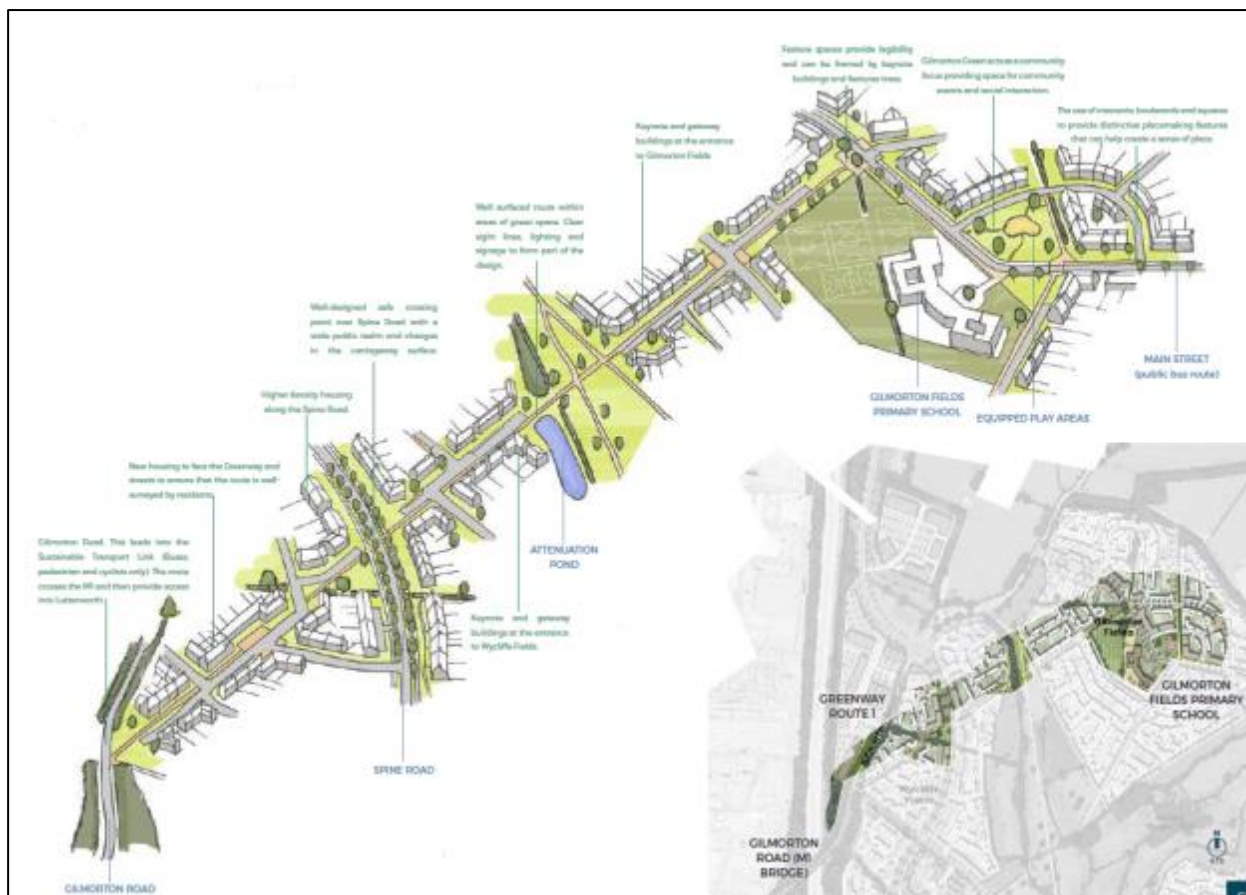 Feature spaces provide legibility
and can be framed by keynote
buildings and features trees.
Gilmorton Green acts as a community
focus providing space for community
events and social interaction.
The use of crescents, boulevards and squares
to provide distinctive placemaking features
that can help create a sense of place.
Keynote and gateway
buildings at the entrance
to Gilmorton Fields
Well surfaced route within
areas of green space. Clear
sight lines, lighting and
signage to form part of the
design.
Well-designed safe crossing
point over Spine Road with a
wide public realm and changes
in the carriageway surface.
Higher density housing
along the Spine Road.
New housing to face the Greenway and
streets to ensure that the route is well-
surveyed by residents.
Gilmorton Road. This leads into the
Sustainable Transport Link (Buses,
pedestrian and cyclists only). The route
crosses the M1 and then provide access
into Lutterworth.
MAIN STREET
(public bus route)
GILMORTON FIELDS
PRIMARY SCHOOL
EQUIPPED PLAY AREAS
ATTENUATION
POND
Keynote and gateway
buildings at the entrance
to Wycliffe Fields
SPINE ROAD
GILMORTON ROAD
Gilmorton
Fields
GREENWAY
ROUTE 1
GILMORTON
FIELDS PRIMARY
SCHOOL
Wycliffe
Fields
GILMORTON
ROAD (M1
BRIDGE)
N